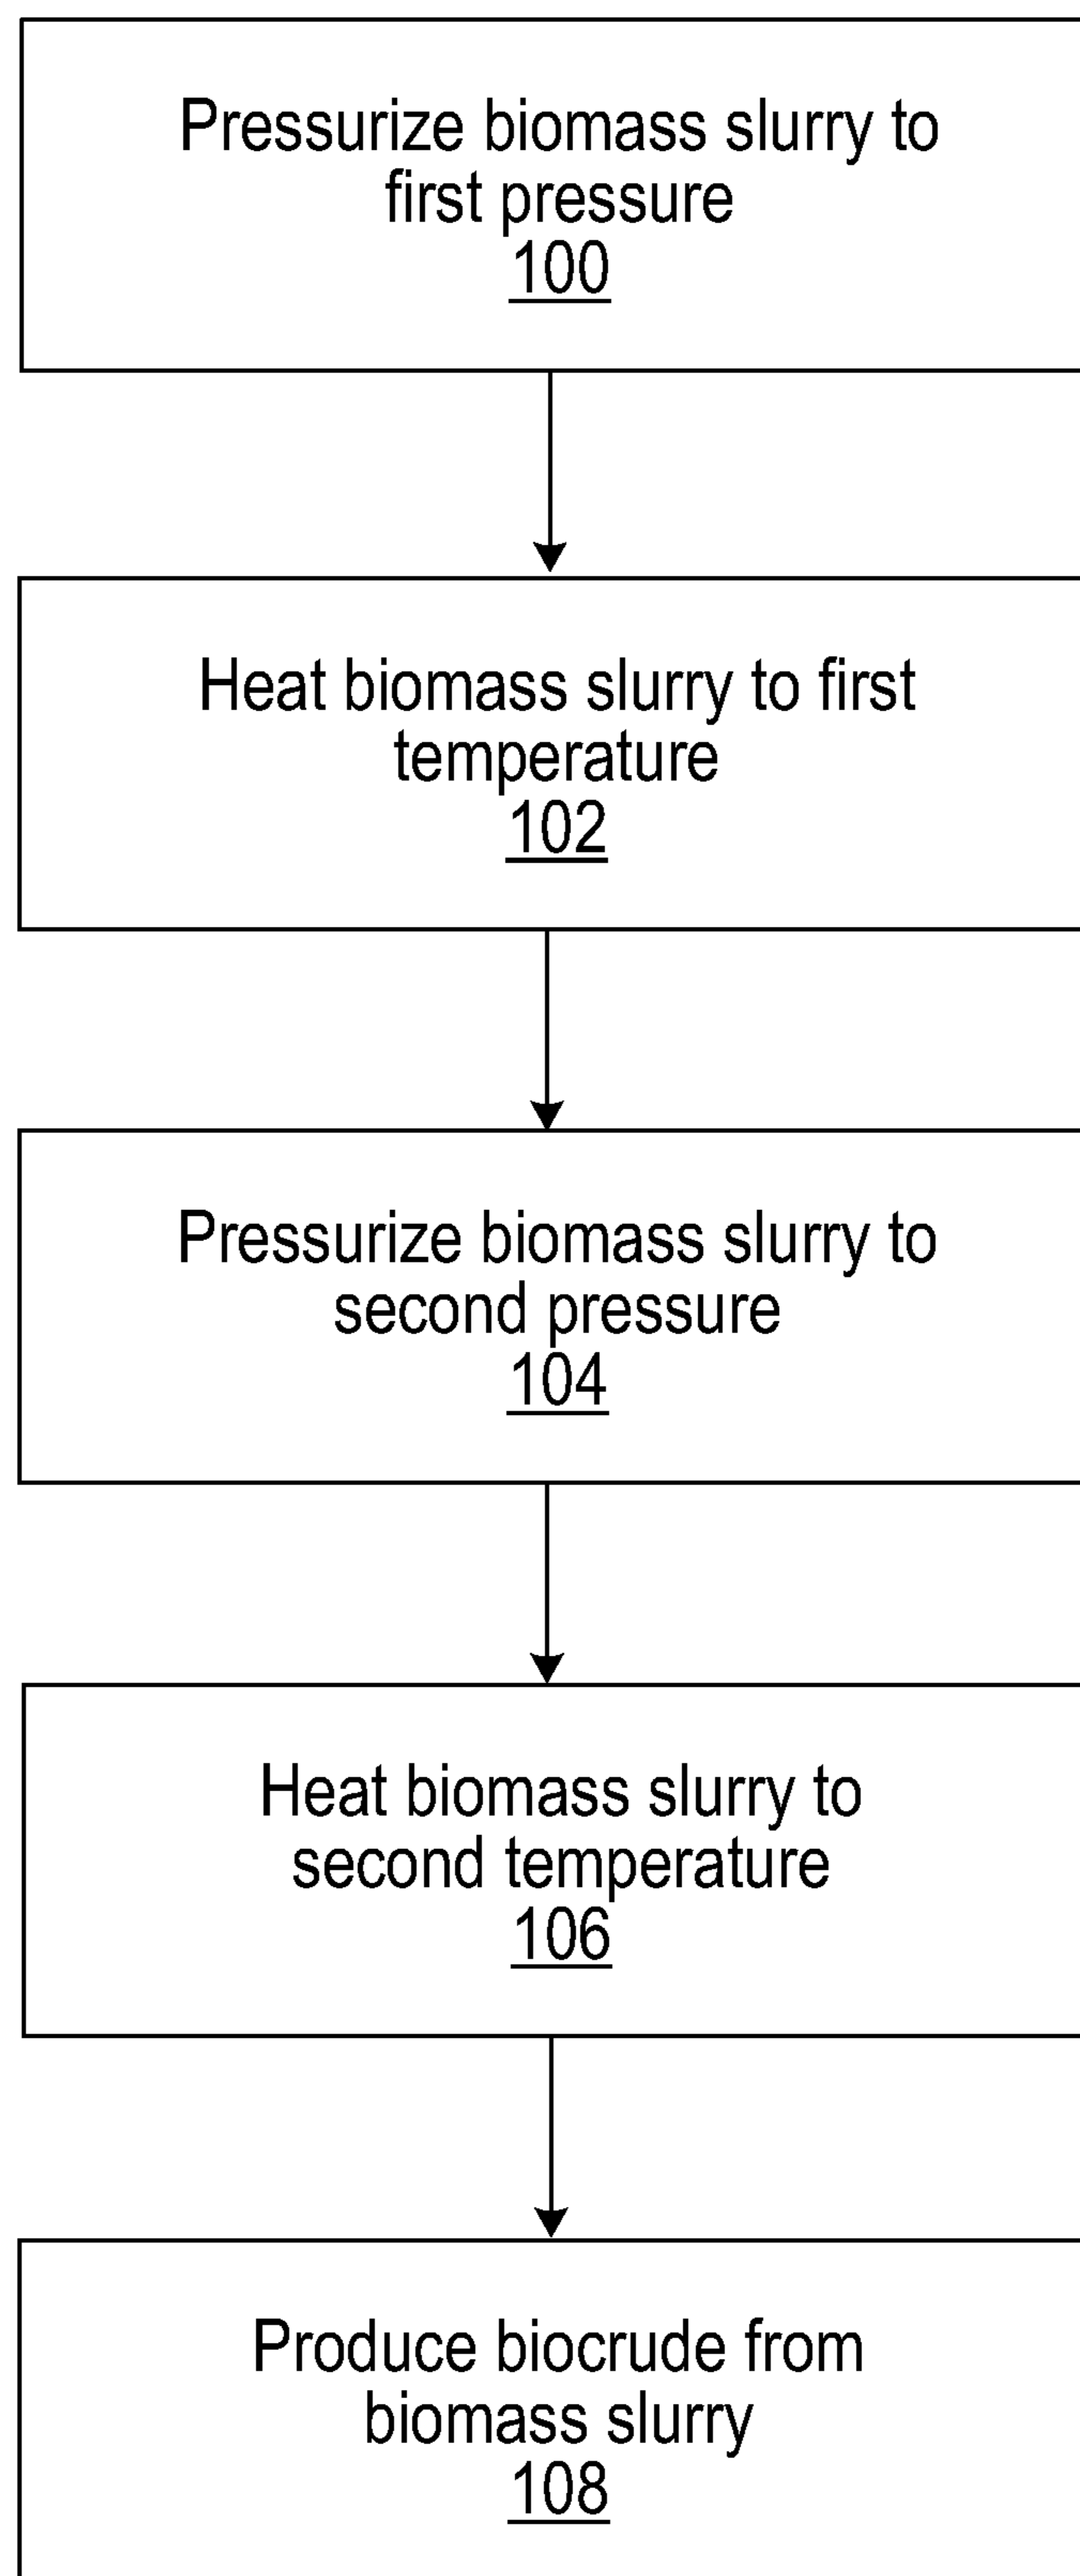 Pressurize biomass slurry to
first pressure
100
Heat biomass slurry to first
temperature
102
Pressurize biomass slurry to
second pressure
104
Heat biomass slurry to
second temperature
106
Produce biocrude from
biomass slurry
108